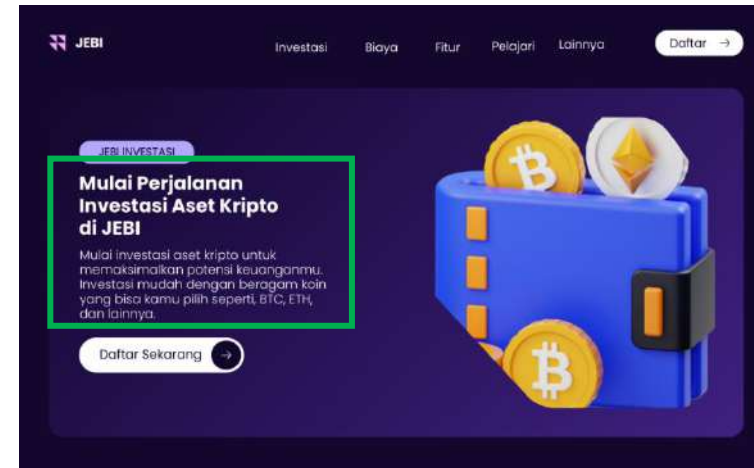 JEBI
Investasi Biaya Fitur Pelajari Lainnya
Daftar →
JEBI INVESTASI
Mulai Perjalanan
Investasi Aset Kripto
di JEBI
Mulai investasi aset kripto untuk
memaksimalkan potensi keuanganmu.
Investasi mudah dengan beragam koin
yang bisa kamu pilih seperti, BTC, ETH,
dan lainnya.
Daftar Sekarang →